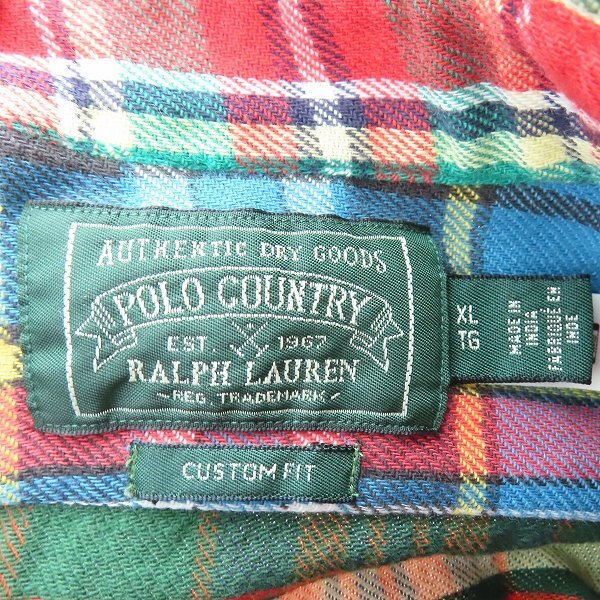 AUTHENTIC DRY GOODS
POLO COUNTRY
EST. 1967
RALPH LAUREN
REG. TRADEMARK
CUSTOM FIT
XL
TG
MADE IN
INDIA
FABRIQUÉ EN
INDE